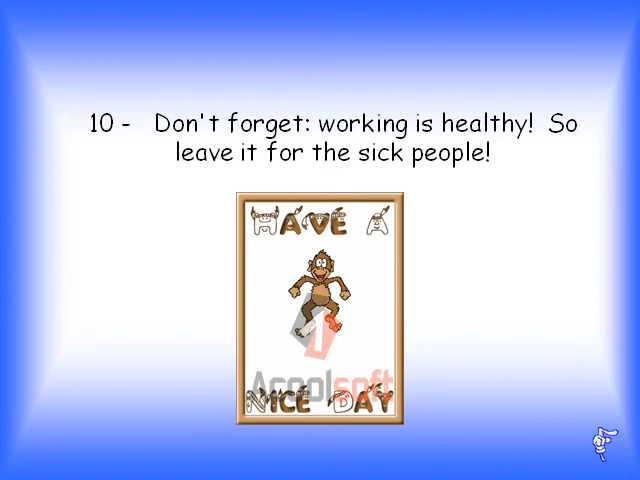 10 - Don't forget: working is healthy! So
leave it for the sick people!
HAVE A
Acoolsoft
NICE DAY